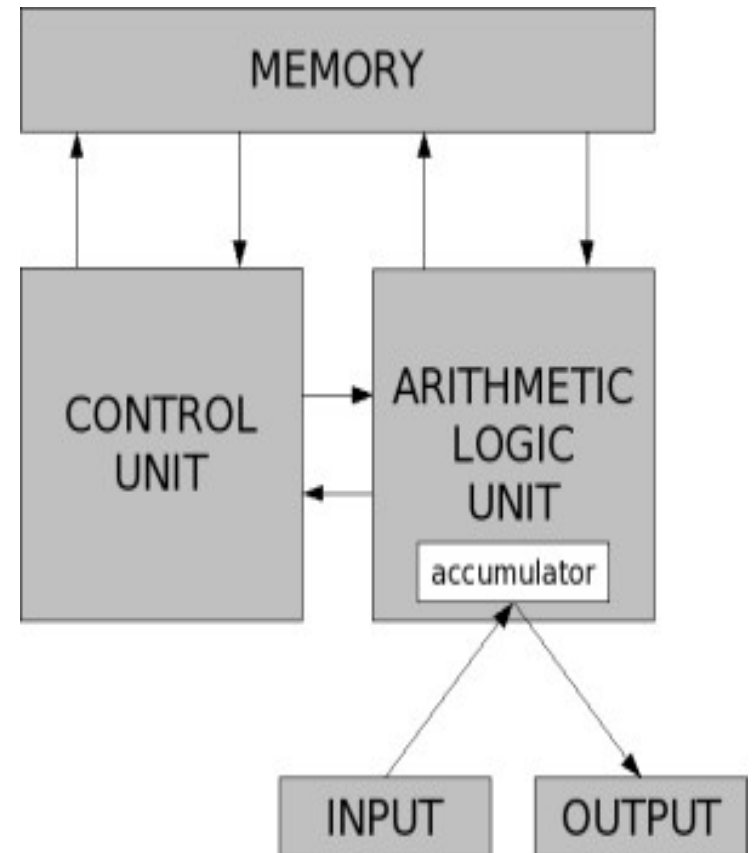 MEMORY
CONTROL
UNIT
ARITHMETIC
LOGIC
UNIT
accumulator
INPUT
OUTPUT